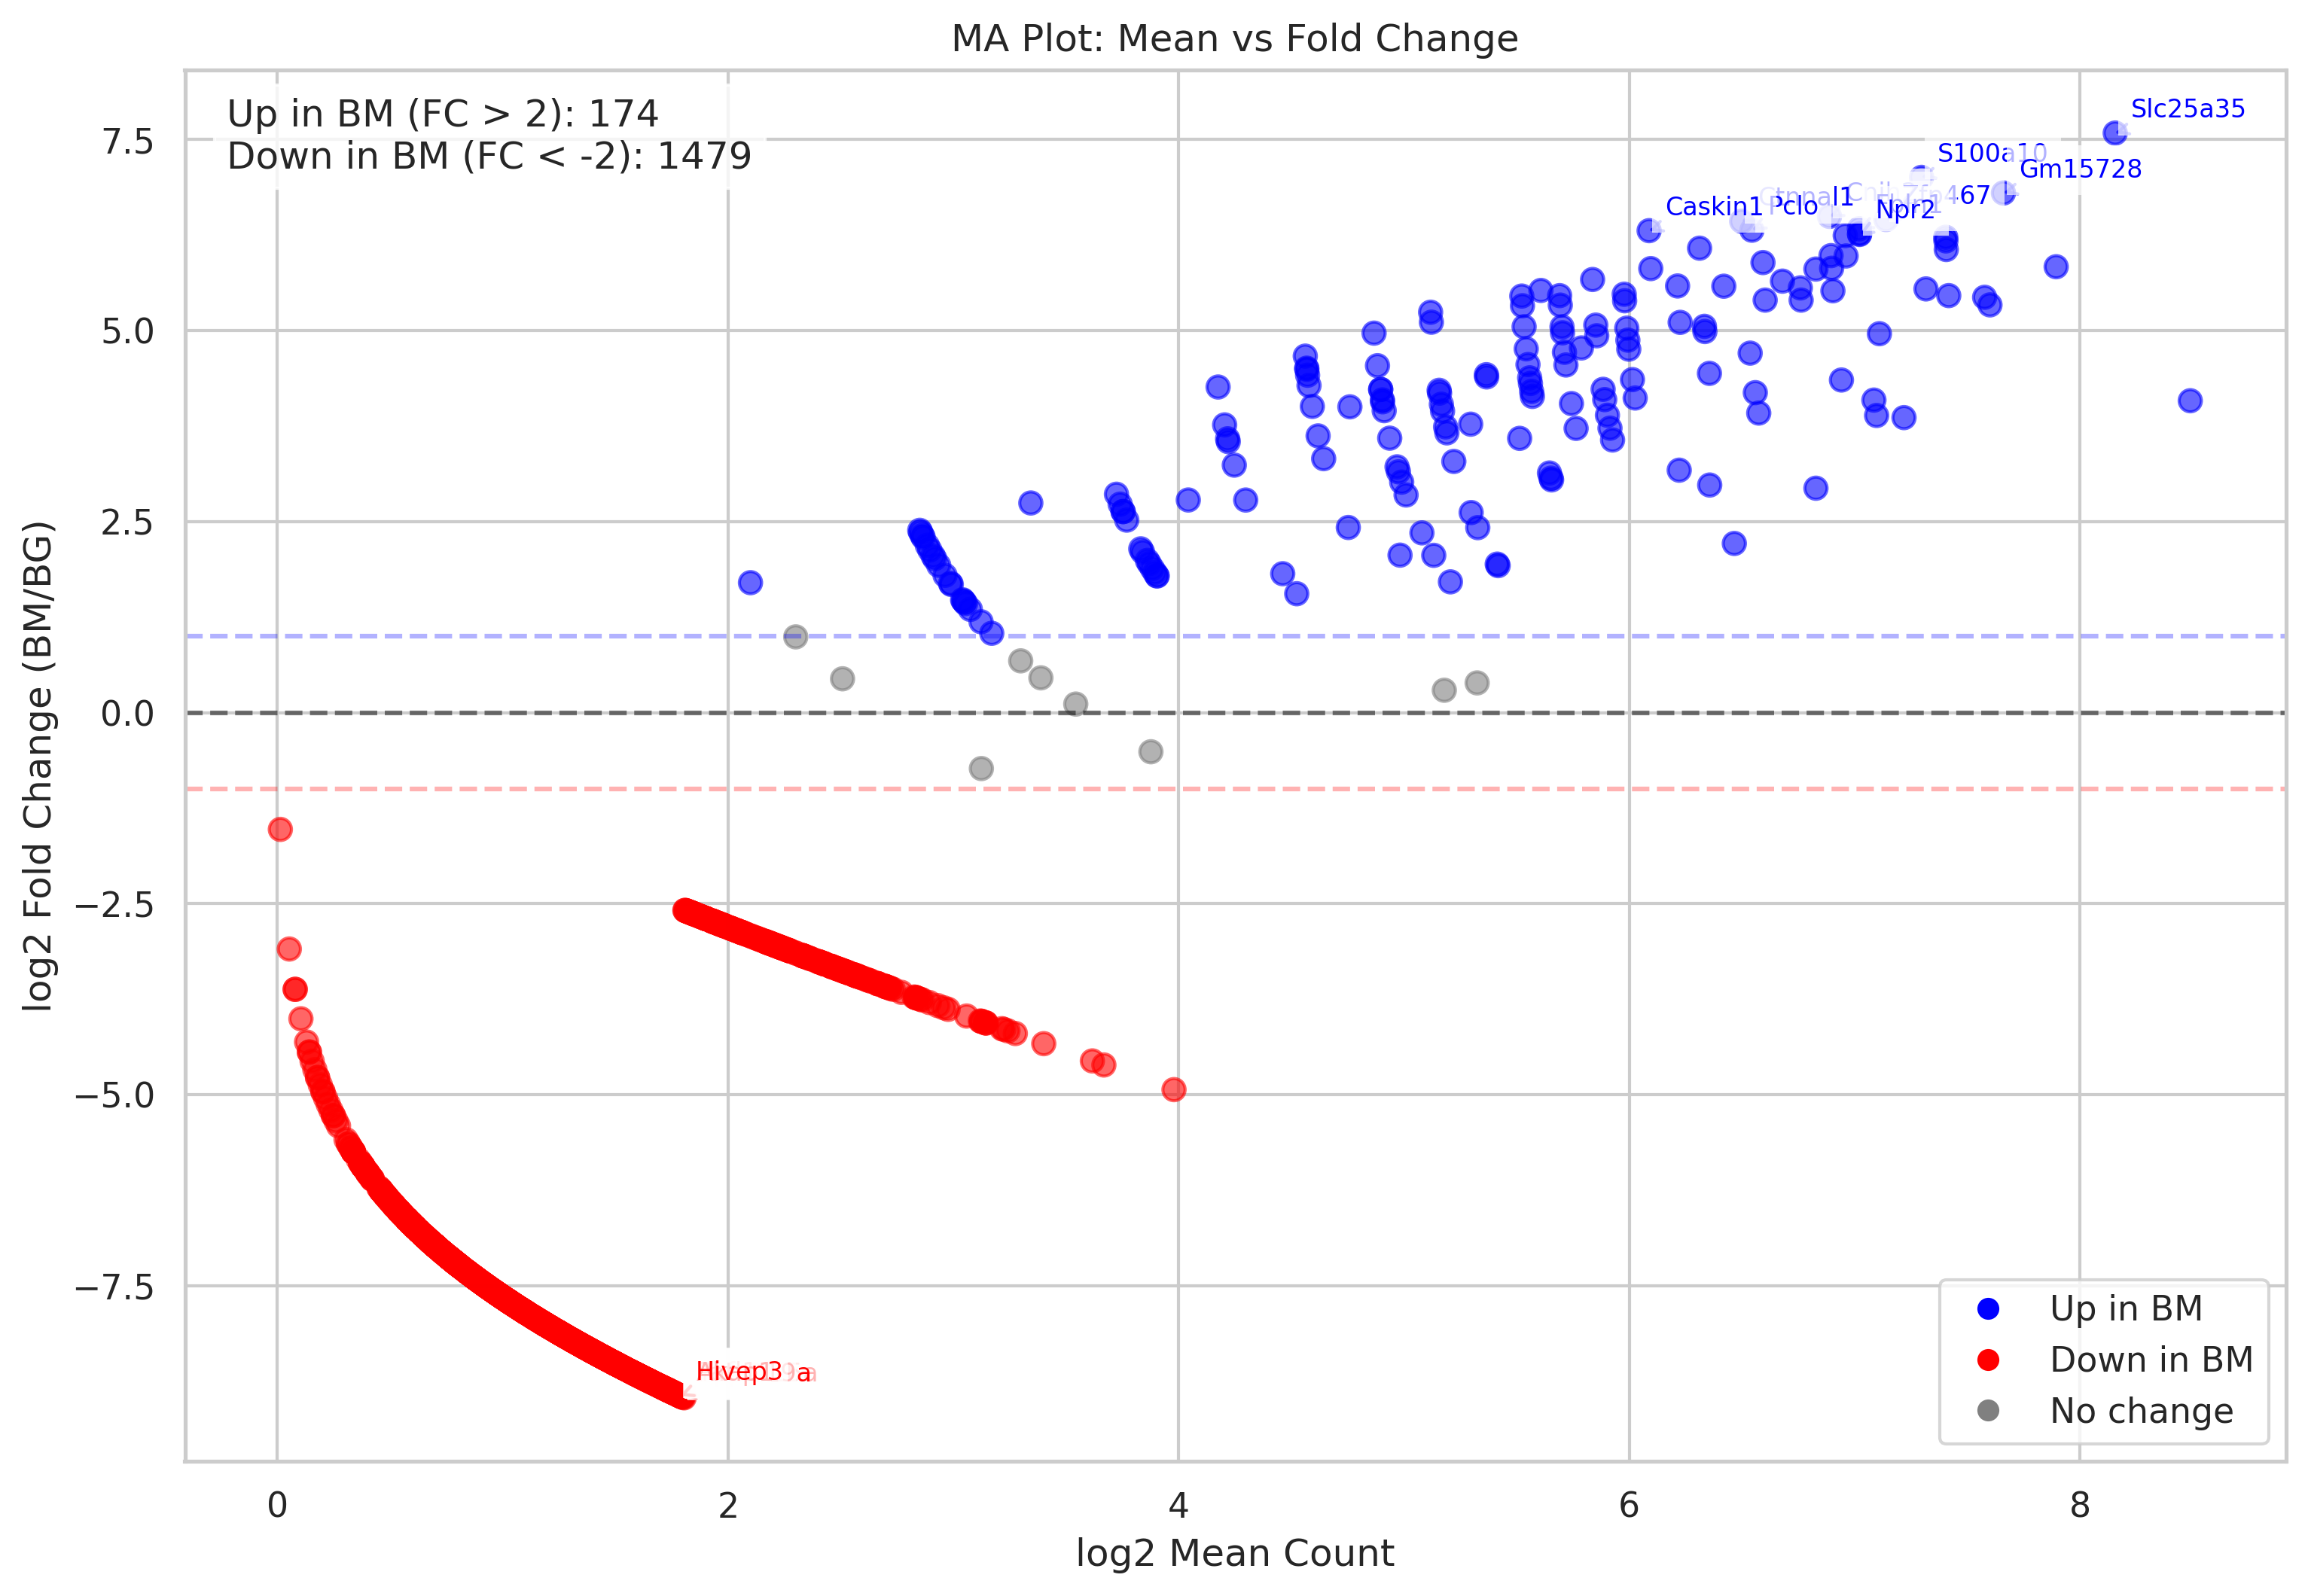 MA Plot: Mean vs Fold Change
Up in BM (FC > 2): 174
Down in BM (FC < -2): 1479
Slc25a35
S100a10
Gm15728
Caskin1
Pclo
Npr2
log2 Fold Change (BM/BG)
7.5
5.0
2.5
0.0
−2.5
−5.0
−7.5
Hivep3
Up in BM
Down in BM
No change
0
2
4
6
8
log2 Mean Count